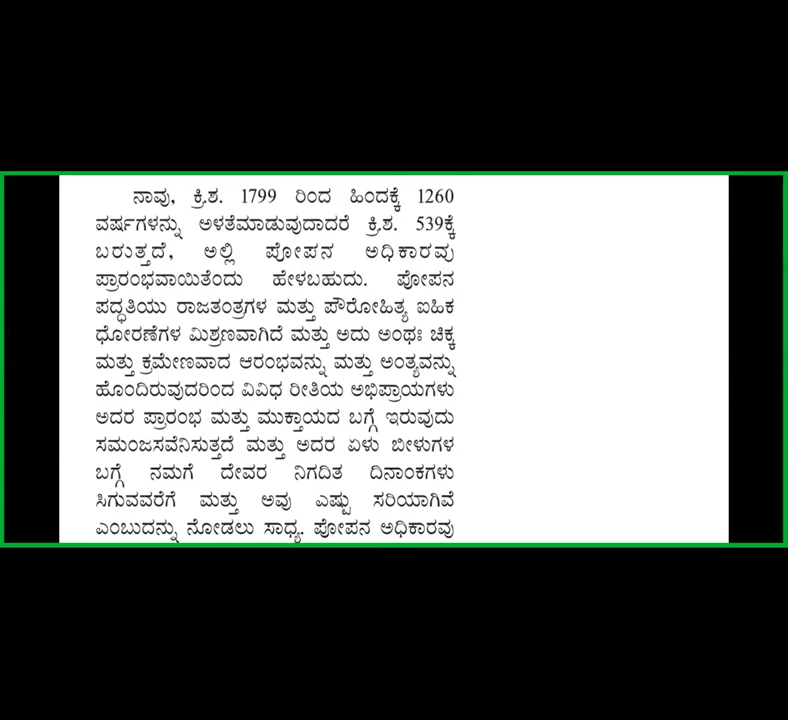 ನಾವು, ಕ್ರಿ.ಶ. 1799 ರಿಂದ ಹಿಂದಕ್ಕೆ 1260
ವರ್ಷಗಳನ್ನು ಅಳತೆಮಾಡುವುದಾದರೆ ಕ್ರಿ.ಶ. 539ಕ್ಕೆ
ಬರುತ್ತದೆ, ಅಲ್ಲಿ ಪೋಪನ ಅಧಿಕಾರವು
ಪ್ರಾರಂಭವಾಯಿತೆಂದು ಹೇಳಬಹುದು. ಪೋಪನ
ಪದ್ಧತಿಯು ರಾಜತಂತ್ರಗಳ ಮತ್ತು ಪೌರೋಹಿತ್ಯ ಐಹಿಕ
ಧೋರಣೆಗಳ ಮಿಶ್ರಣವಾಗಿದೆ ಮತ್ತು ಅದು ಅಂಥಃ ಚಿಕ್ಕ
ಮತ್ತು ಕ್ರಮೇಣವಾದ ಆರಂಭವನ್ನು ಮತ್ತು ಅಂತ್ಯವನ್ನು
ಹೊಂದಿರುವುದರಿಂದ ವಿವಿಧ ರೀತಿಯ ಅಭಿಪ್ರಾಯಗಳು
ಅದರ ಪ್ರಾರಂಭ ಮತ್ತು ಮುಕ್ತಾಯದ ಬಗ್ಗೆ ಇರುವುದು
ಸಮಂಜಸವೆನಿಸುತ್ತದೆ ಮತ್ತು ಅದರ ಏಳು ಬೀಳುಗಳ
ಬಗ್ಗೆ ನಮಗೆ ದೇವರ ನಿಗದಿತ ದಿನಾಂಕಗಳು
ಸಿಗುವವರೆಗೆ ಮತ್ತು ಅವು ಎಷ್ಟು ಸರಿಯಾಗಿವೆ
ಎಂಬುದನ್ನು ನೋಡಲು ಸಾಧ್ಯ. ಪೋಪನ ಅಧಿಕಾರವು